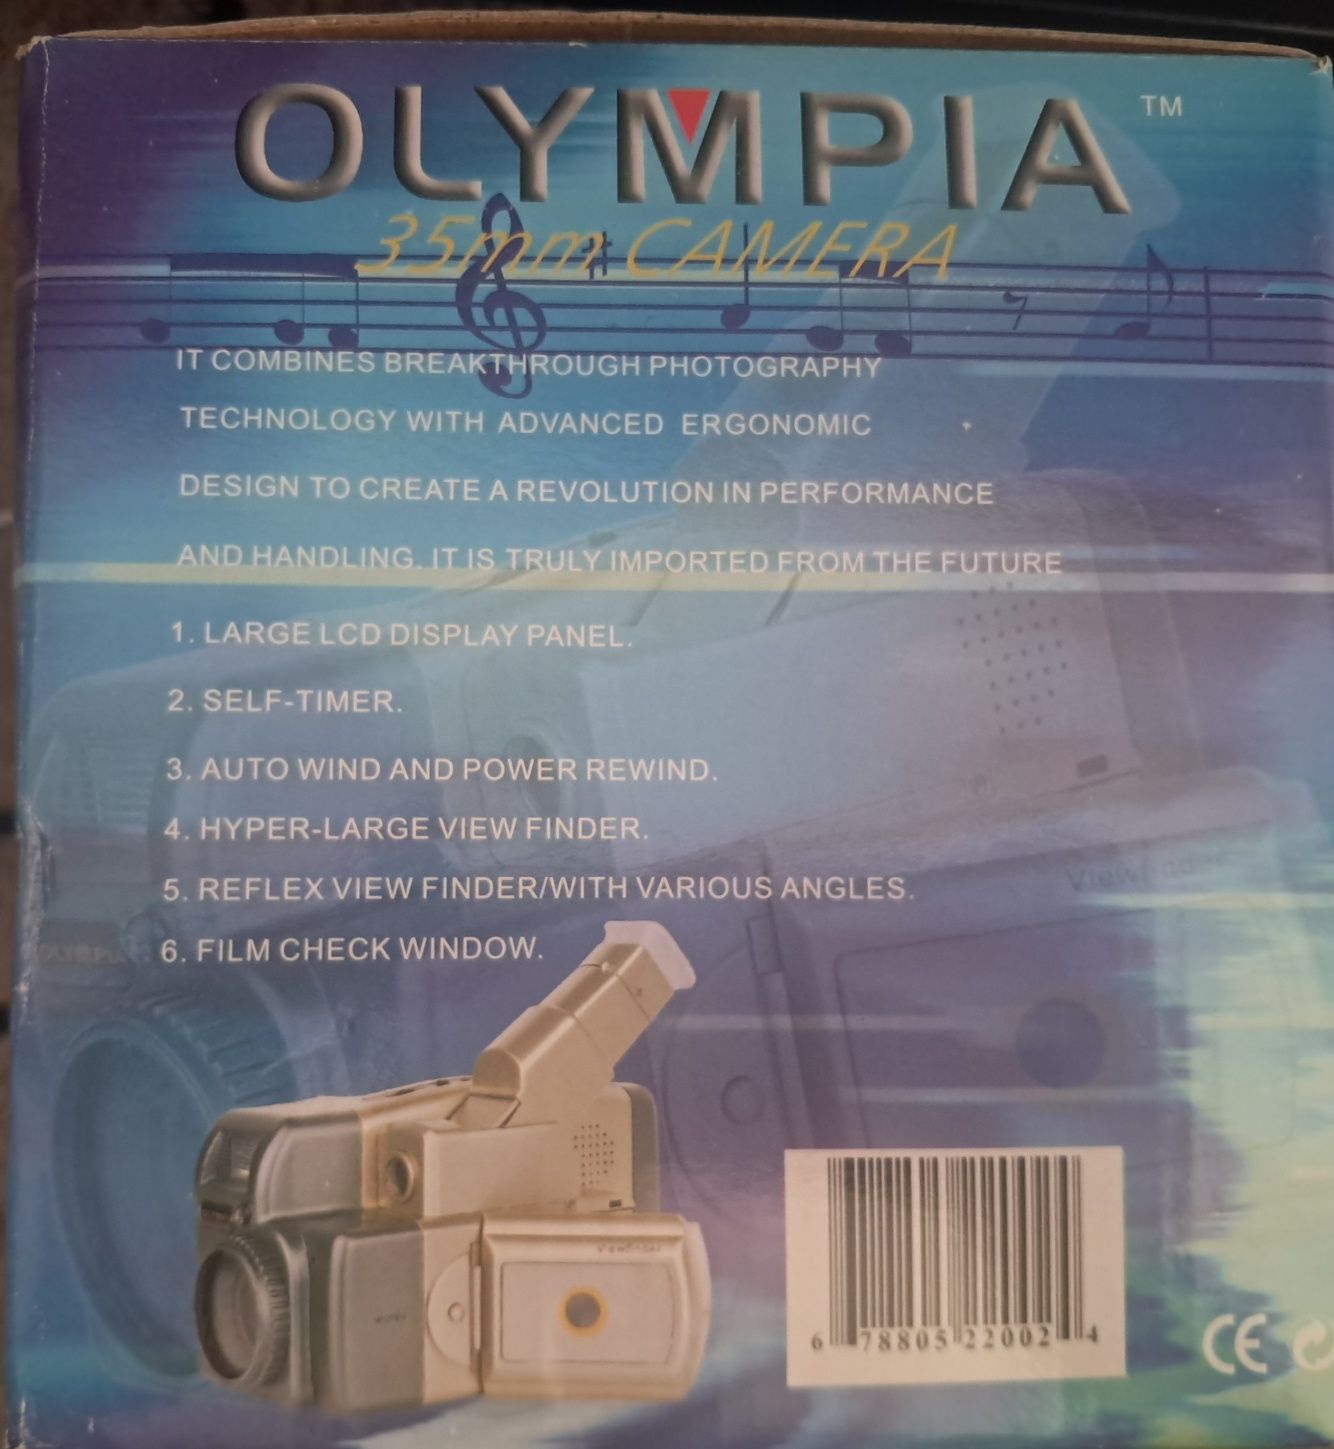 OLYMPIA ™
35mm CAMERA
IT COMBINES BREAKTHROUGH PHOTOGRAPHY
TECHNOLOGY WITH ADVANCED ERGONOMIC
DESIGN TO CREATE A REVOLUTION IN PERFORMANCE
AND HANDLING. IT IS TRULY IMPORTED FROM THE FUTURE
1. LARGE LCD DISPLAY PANEL.
2. SELF-TIMER.
3. AUTO WIND AND POWER REWIND.
4. HYPER-LARGE VIEW FINDER.
5. REFLEX VIEW FINDER/WITH VARIOUS ANGLES.
6. FILM CHECK WINDOW.
Viewfinder
OLYMPIA
Viewfinder
6 78805 22002 4
CE